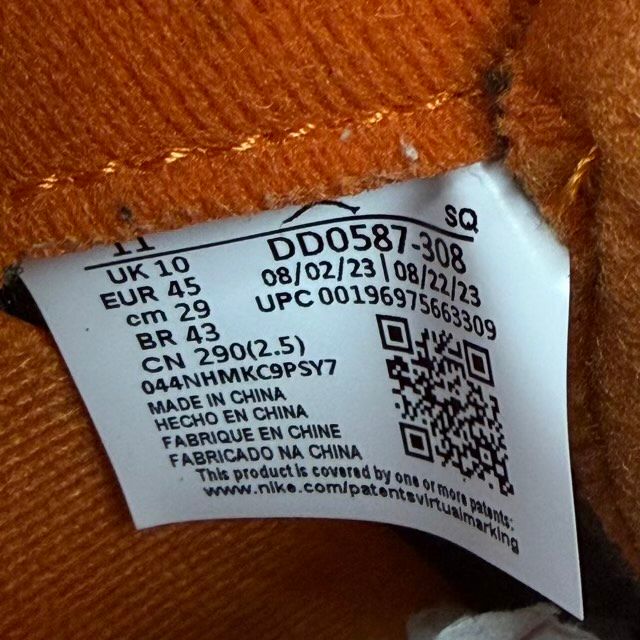 11
SQ
UK 10
EUR 45
cm 29
BR 43
CN 290(2.5)
044NHMKC9PSY7
DD0587-308
08/02/23 | 08/22/23
UPC 00196975663309
MADE IN CHINA
HECHO EN CHINA
FABRIQUE EN CHINE
FABRICADO NA CHINA
This product is covered by one or more patents:
www.nike.com/patentsvirtualmarking